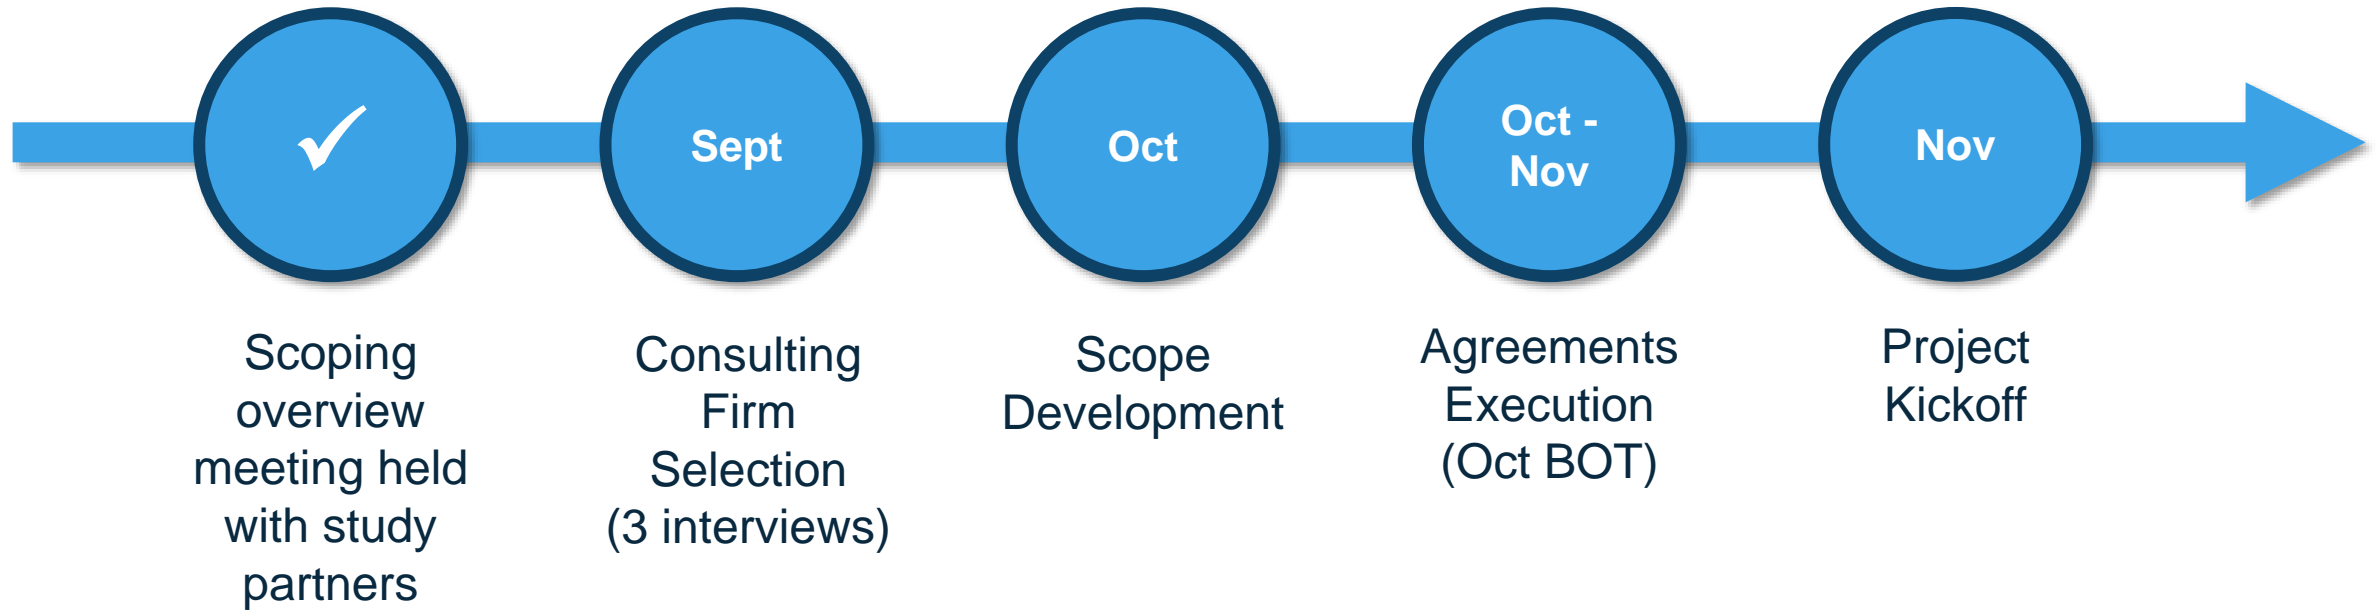 ✓
Sept
Oct
Oct -
Nov
Nov
Scoping
overview
meeting held
with study
partners
Consulting
Firm
Selection
(3 interviews)
Scope
Development
Agreements
Execution
(Oct BOT)
Project
Kickoff